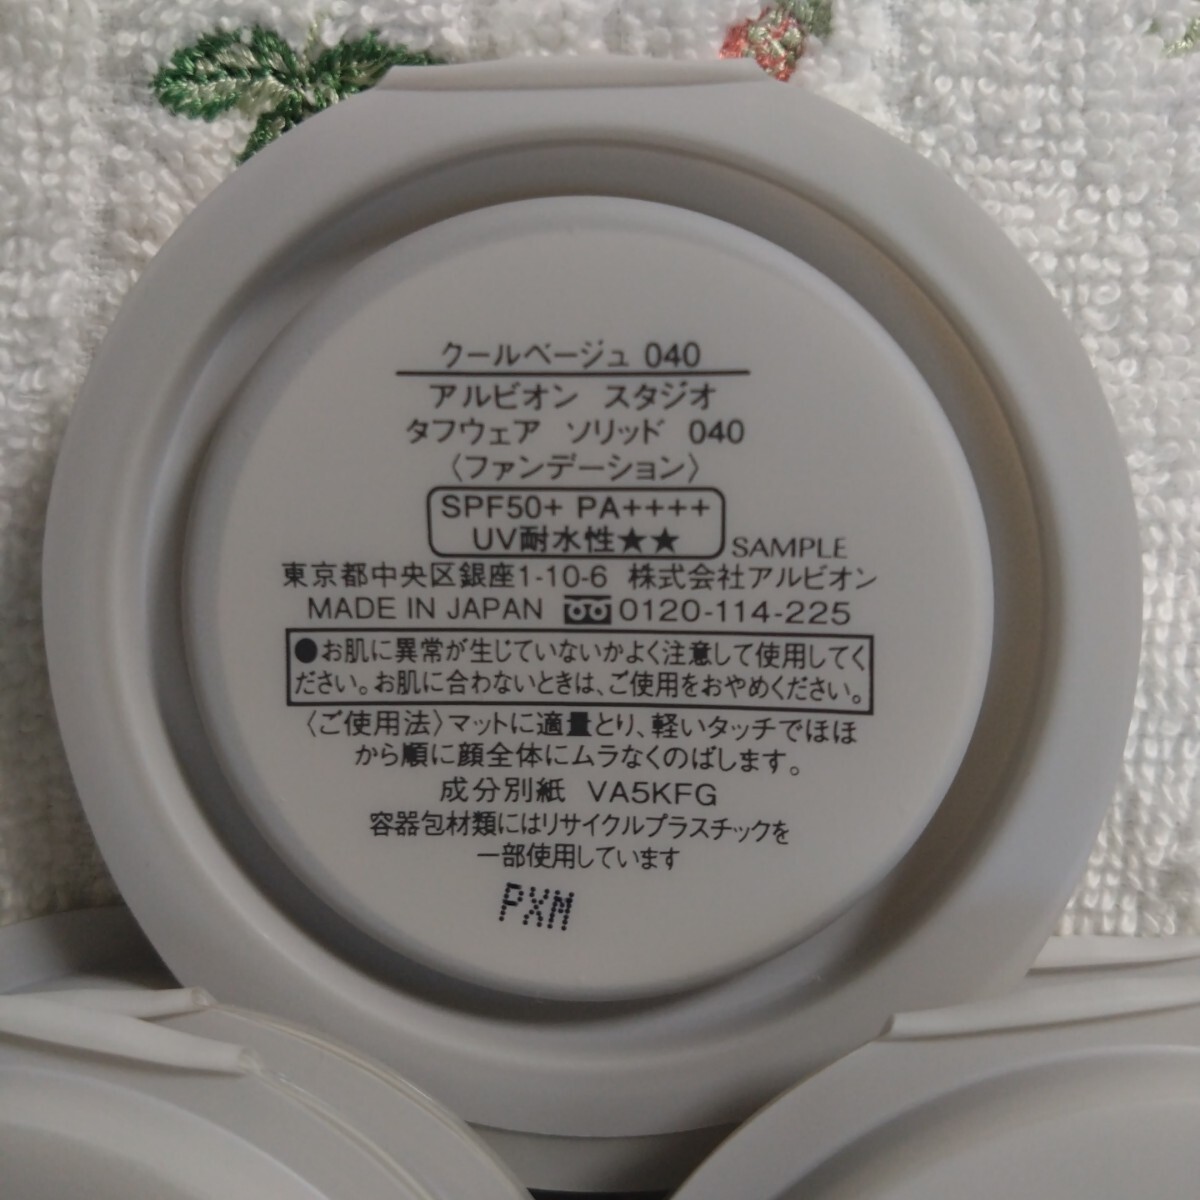 クールベージュ 040
アルビオン スタジオ
タフウェア ソリッド 040
〈ファンデーション〉
SPF50+ PA++++
UV耐水性★★
SAMPLE
東京都中央区銀座1-10-6 株式会社アルビオン
MADE IN JAPAN 0120-114-225
●お肌に異常が生じていないかよく注意して使用してく
ださい。お肌に合わないときは、ご使用をおやめください。
〈ご使用法〉マットに適量とり、軽いタッチでほほ
から順に顔全体にムラなくのばします。
成分別紙 VA5KFG
容器包材類にはリサイクルプラスチックを
一部使用しています
PXM